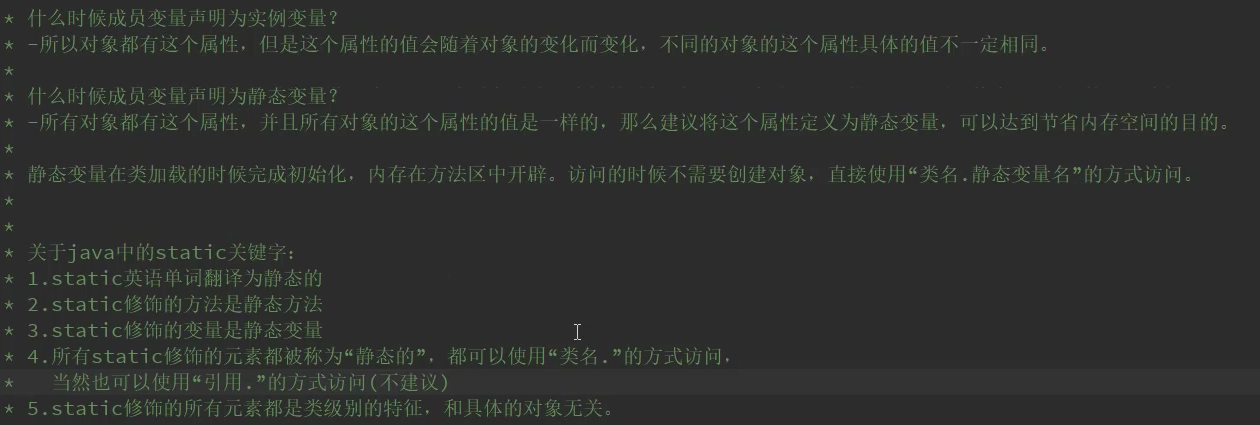 * 什么时候成员变量声明为实例变量？
* -所以对象都有这个属性，但是这个属性的值会随着对象的变化而变化，不同的对象的这个属性具体的值不一定相同。
*
* 什么时候成员变量声明为静态变量？
* -所有对象都有这个属性，并且所有对象的这个属性的值是一样的，那么建议将这个属性定义为静态变量，可以达到节省内存空间的目的。
*
* 静态变量在类加载的时候完成初始化，内存在方法区中开辟。访问的时候不需要创建对象，直接使用“类名.静态变量名”的方式访问。
*
*
* 关于java中的static关键字：
* 1.static英语单词翻译为静态的
* 2.static修饰的方法是静态方法
* 3.static修饰的变量是静态变量
* 4.所有static修饰的元素都被称为“静态的”，都可以使用“类名.”的方式访问，
* 当然也可以使用“引用.”的方式访问(不建议)
* 5.static修饰的所有元素都是类级别的特征，和具体的对象无关。